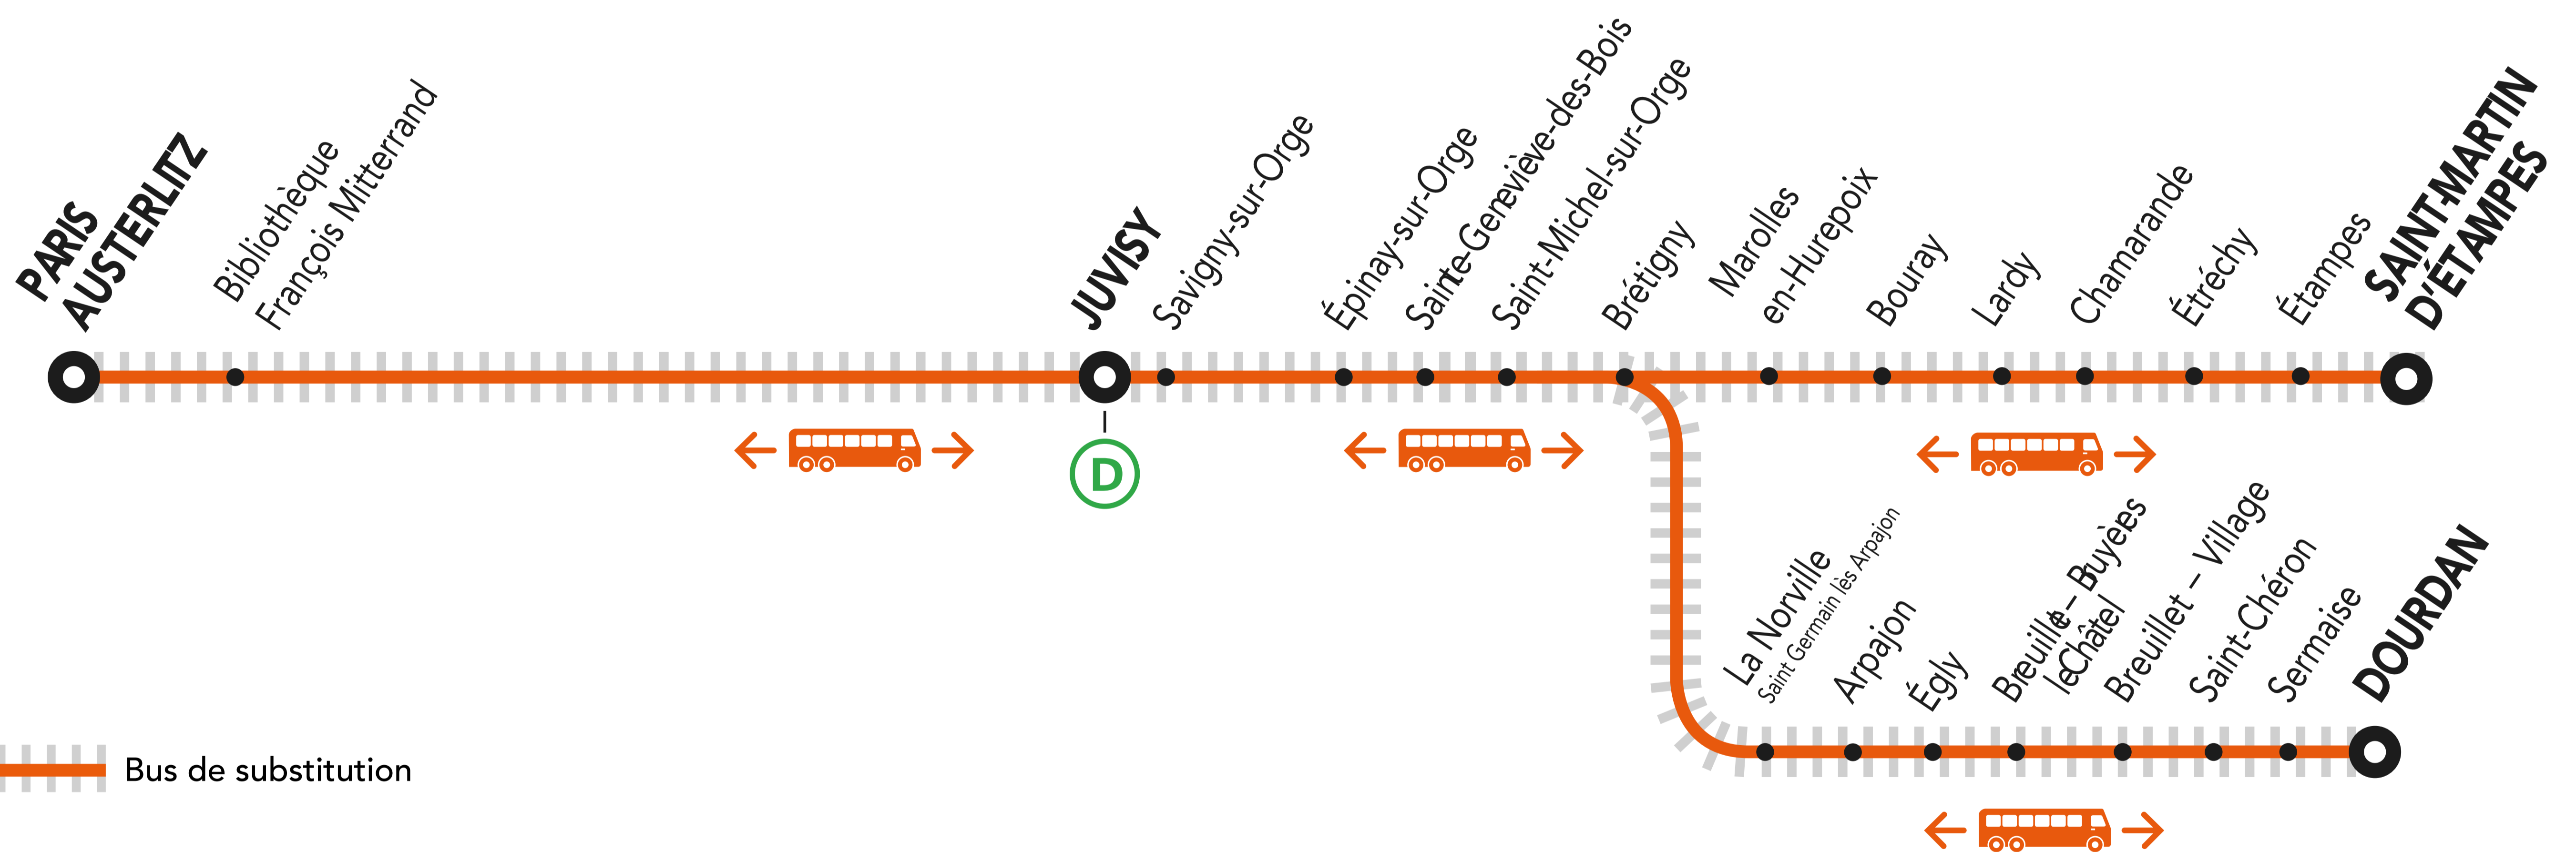 PARIS
AUSTERLITZ
Bibliothèque
François Mitterrand
JUVISY
Savigny-sur-Orge
Épinay-sur-Orge
Sainte-Geneviève-des-Bois
Saint-Michel-sur-Orge
Brétigny
Marolles
en-Hurepoix
Bouray
Lardy
Chamarande
Étréchy
Étampes
SAINT-MARTIN
D'ÉTAMPES
D
La Norville
Saint Germain lès Arpajon
Arpajon
Égly
Breuillet – Bruyères
le Châtel
Breuillet – Village
Saint-Chéron
Sermaise
DOURDAN
Bus de substitution